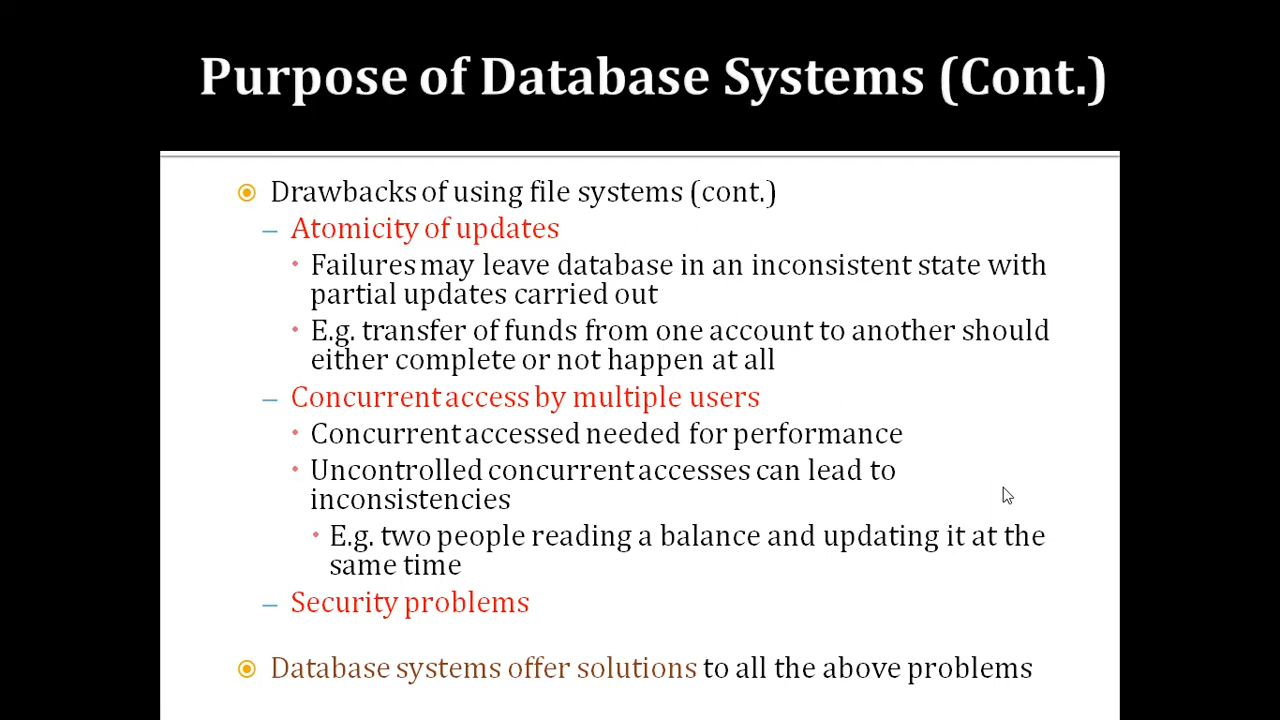 Purpose of Database Systems (Cont.)
Drawbacks of using file systems (cont.)
– Atomicity of updates
Failures may leave database in an inconsistent state with
partial updates carried out
E.g. transfer of funds from one account to another should
either complete or not happen at all
– Concurrent access by multiple users
Concurrent accessed needed for performance
Uncontrolled concurrent accesses can lead to
inconsistencies
E.g. two people reading a balance and updating it at the
same time
– Security problems
Database systems offer solutions to all the above problems